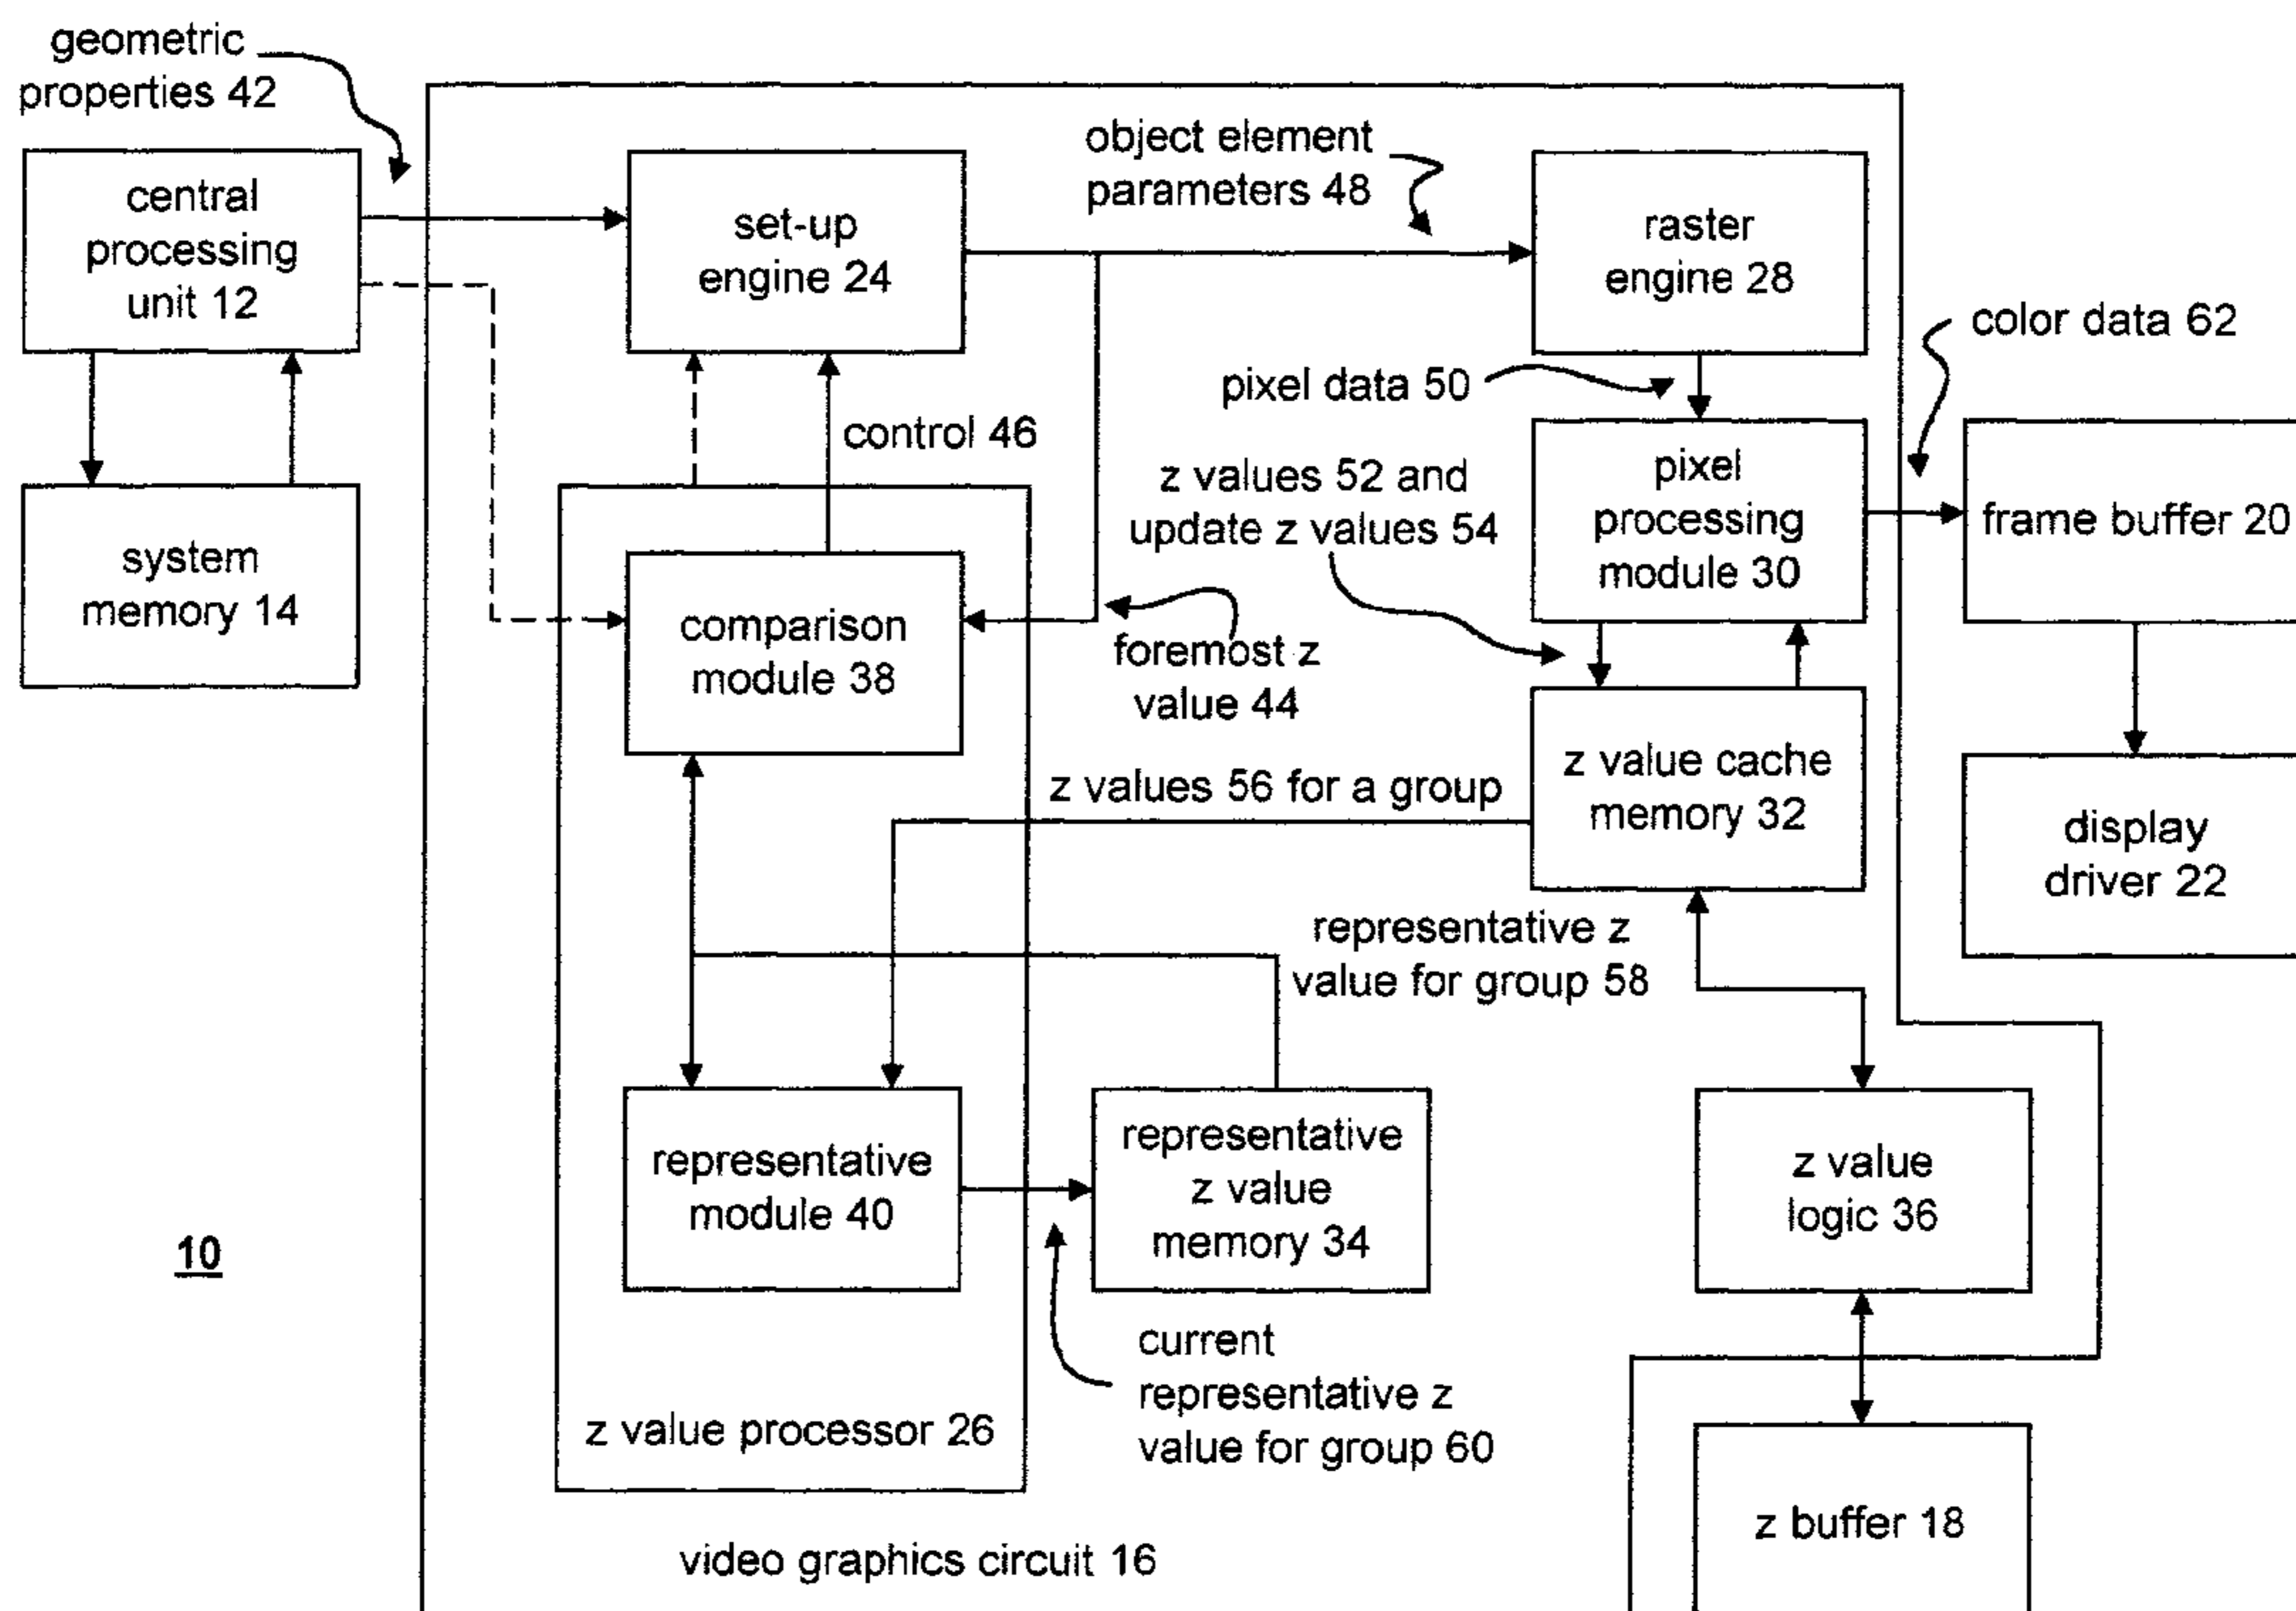 geometric
properties 42
central
processing
unit 12
system
memory 14
set-up
engine 24
object element
parameters 48
raster
engine 28
color data 62
pixel data 50
control 46
z values 52 and
update z values 54
pixel
processing
module 30
frame buffer 20
comparison
module 38
foremost z
value 44
z values 56 for a group
z value cache
memory 32
display
driver 22
representative z
value for group 58
representative
module 40
representative
z value
memory 34
z value
logic 36
10
current
representative z
value for group 60
z value processor 26
z buffer 18
video graphics circuit 16